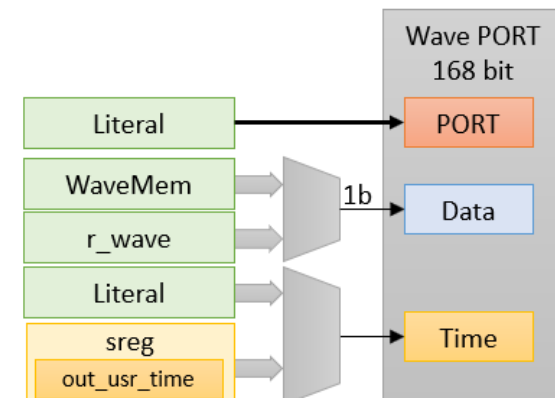 Wave PORT
168 bit
Literal
PORT
WaveMem
1b
Data
r_wave
Literal
sreg
Time
out_usr_time